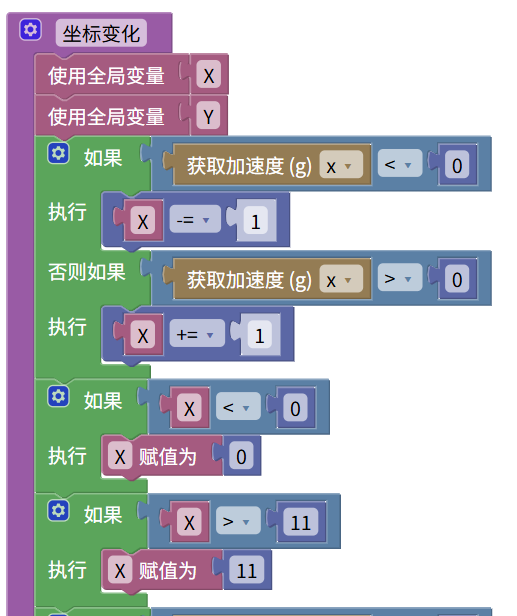 坐标变化
使用全局变量 X
使用全局变量 Y
如果 获取加速度 (g) x < 0
执行 X -= 1
否则如果 获取加速度 (g) x > 0
执行 X += 1
如果 X < 0
执行 X 赋值为 0
如果 X > 11
执行 X 赋值为 11